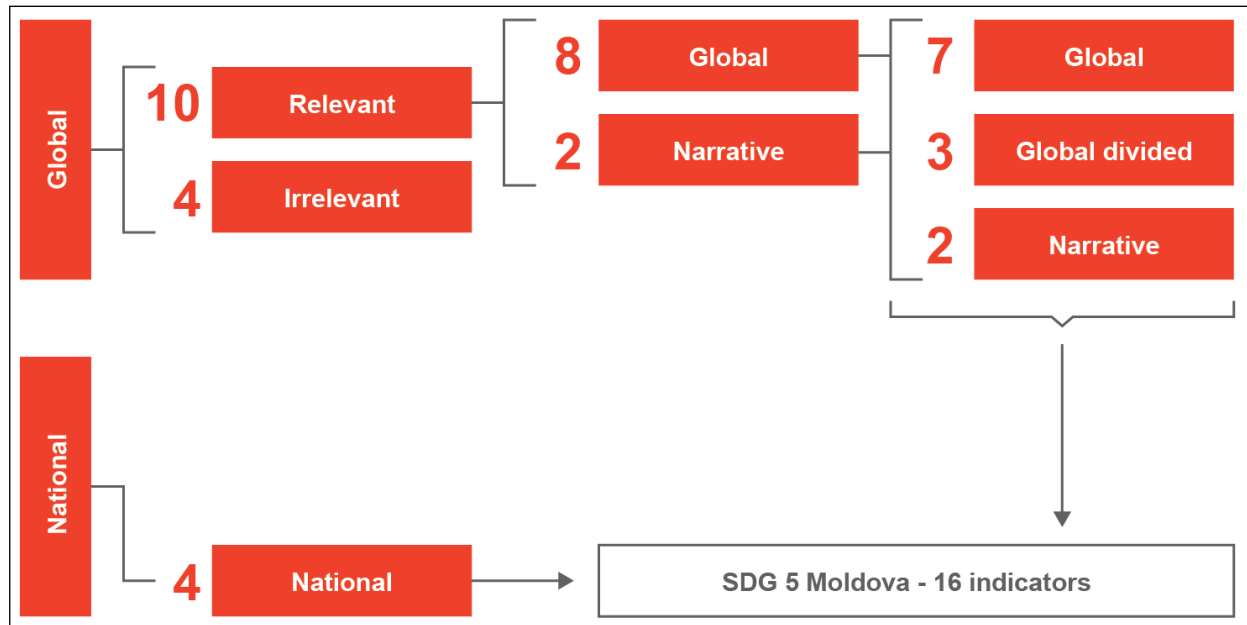 Global
10
Relevant
4
Irrelevant
8
Global
2
Narrative
7
Global
3
Global divided
2
Narrative
National
4
National
SDG 5 Moldova - 16 indicators